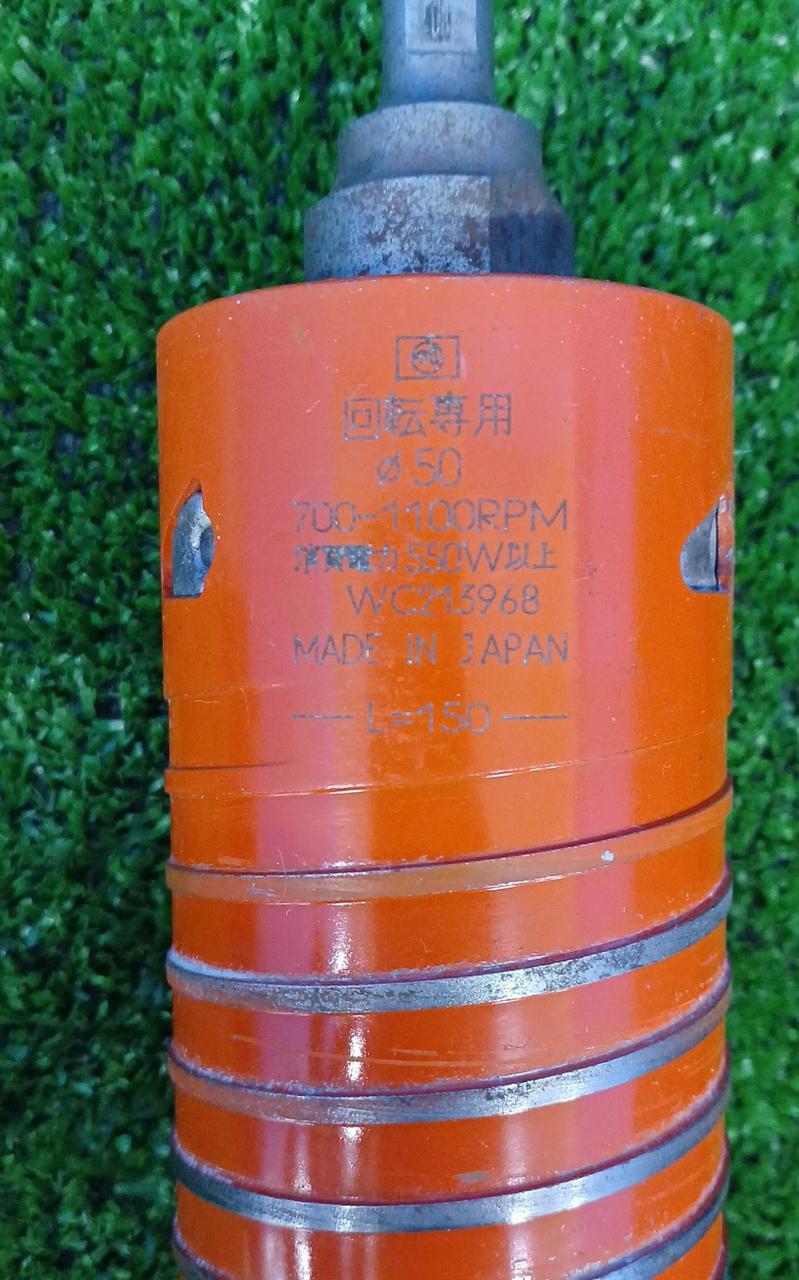 回転専用
ø50
700-1100RPM
消費電力550W以上
WC213968
MADE IN JAPAN
L=150